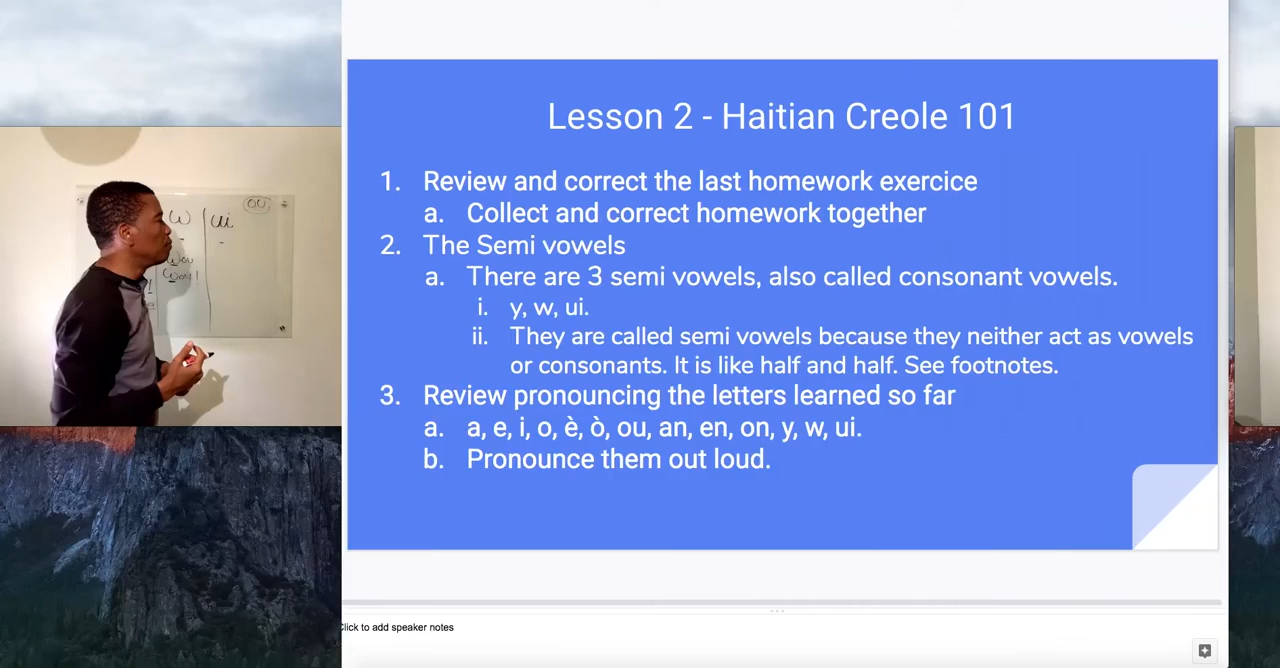 Lesson 2 - Haitian Creole 101
1. Review and correct the last homework exercice
a. Collect and correct homework together
2. The Semi vowels
a. There are 3 semi vowels, also called consonant vowels.
i. y, w, ui.
ii. They are called semi vowels because they neither act as vowels
or consonants. It is like half and half. See footnotes.
3. Review pronouncing the letters learned so far
a. a, e, i, o, è, ò, ou, an, en, on, y, w, ui.
b. Pronounce them out loud.
ou
w ui
Click to add speaker notes